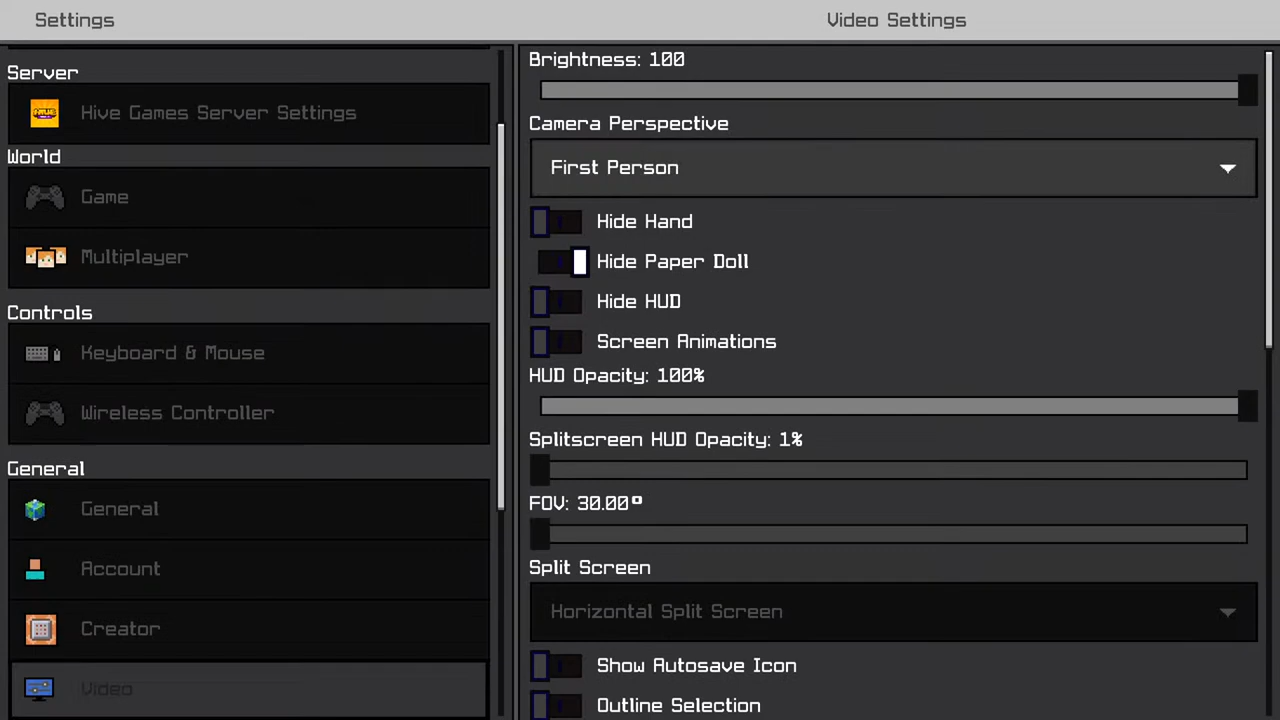 Settings
Video Settings
Server
Hive Games Server Settings
World
Game
Multiplayer
Controls
Keyboard & Mouse
Wireless Controller
General
General
Account
Creator
Video
Brightness: 100
Camera Perspective
First Person
Hide Hand
Hide Paper Doll
Hide HUD
Screen Animations
HUD Opacity: 100%
Splitscreen HUD Opacity: 1%
FOV: 30.00°
Split Screen
Horizontal Split Screen
Show Autosave Icon
Outline Selection